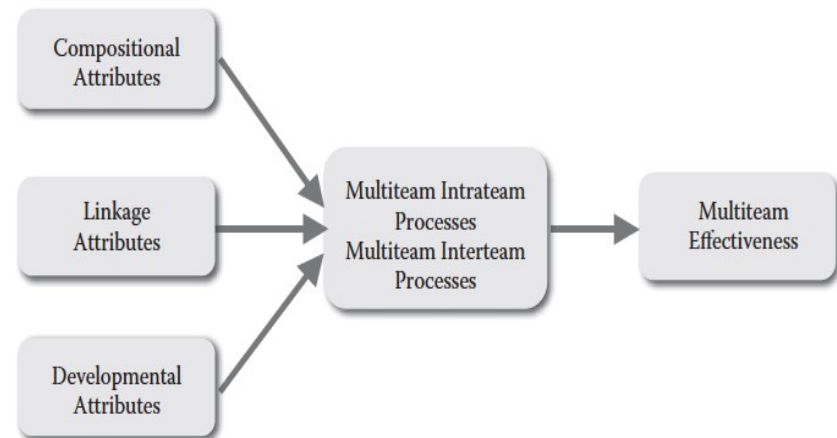 Compositional
Attributes
Linkage
Attributes
Developmental
Attributes
Multiteam Intrateam
Processes
Multiteam Interteam
Processes
Multiteam
Effectiveness